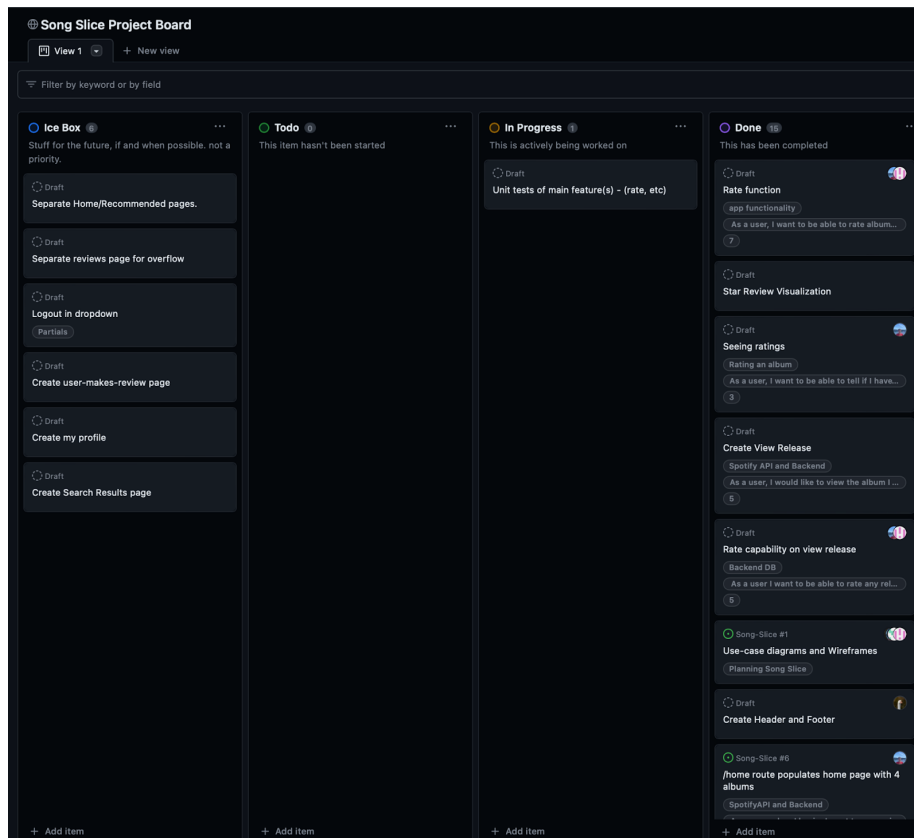 Song Slice Project Board
View 1
+ New view
Filter by keyword or by field
Ice Box 6
Stuff for the future, if and when possible. not a
priority.
Draft
Separate Home/Recommended pages.
Draft
Separate reviews page for overflow
Draft
Logout in dropdown
Partials
Draft
Create user-makes-review page
Draft
Create my profile
Draft
Create Search Results page
+ Add item
Todo 0
This item hasn't been started
+ Add item
In Progress 1
This is actively being worked on
Draft
Unit tests of main feature(s) - (rate, etc)
+ Add item
Done 15
This has been completed
Draft
Rate function
app functionality
As a user, I want to be able to rate album...
7
Draft
Star Review Visualization
Draft
Seeing ratings
Rating an album
As a user, I want to be able to tell if I have...
3
Draft
Create View Release
Spotify API and Backend
As a user, I would like to view the album I ...
5
Draft
Rate capability on view release
Backend DB
As a user I want to be able to rate any rel...
5
Song-Slice #1
Use-case diagrams and Wireframes
Planning Song Slice
Draft
Create Header and Footer
Song-Slice #6
/home route populates home page with 4
albums
SpotifyAPI and Backend
+ Add item